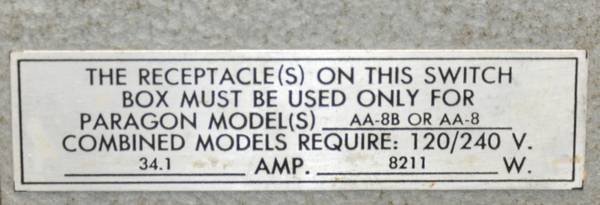 THE RECEPTACLE(S) ON THIS SWITCH
BOX MUST BE USED ONLY FOR
PARAGON MODEL(S) AA-8B OR AA-8
COMBINED MODELS REQUIRE: 120/240 V.
34.1 AMP. 8211 W.